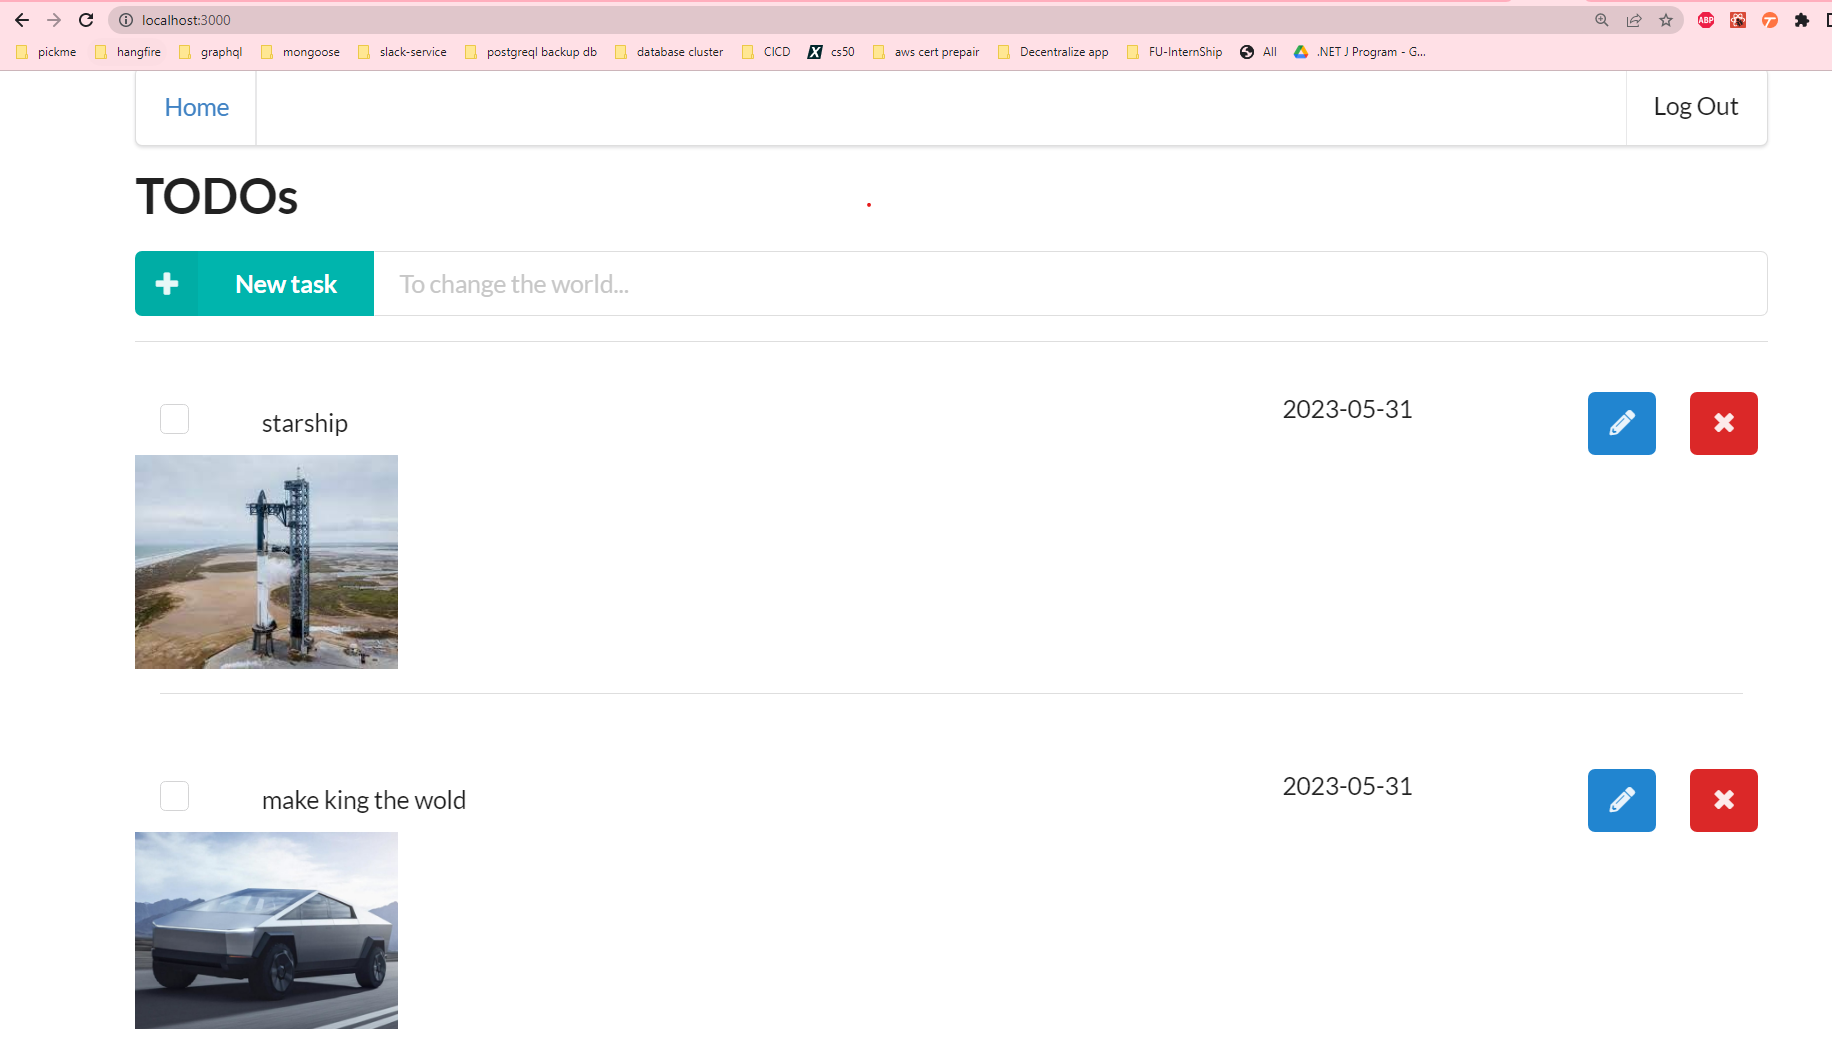 localhost:3000
ABP
pickme hangfire graphql mongoose slack-service postgreql backup db database cluster CICD cs50 aws cert prepair Decentralize app FU-InternShip All .NET J Program - G...
Home Log Out
TODOs
New task To change the world...
starship 2023-05-31
make king the wold 2023-05-31